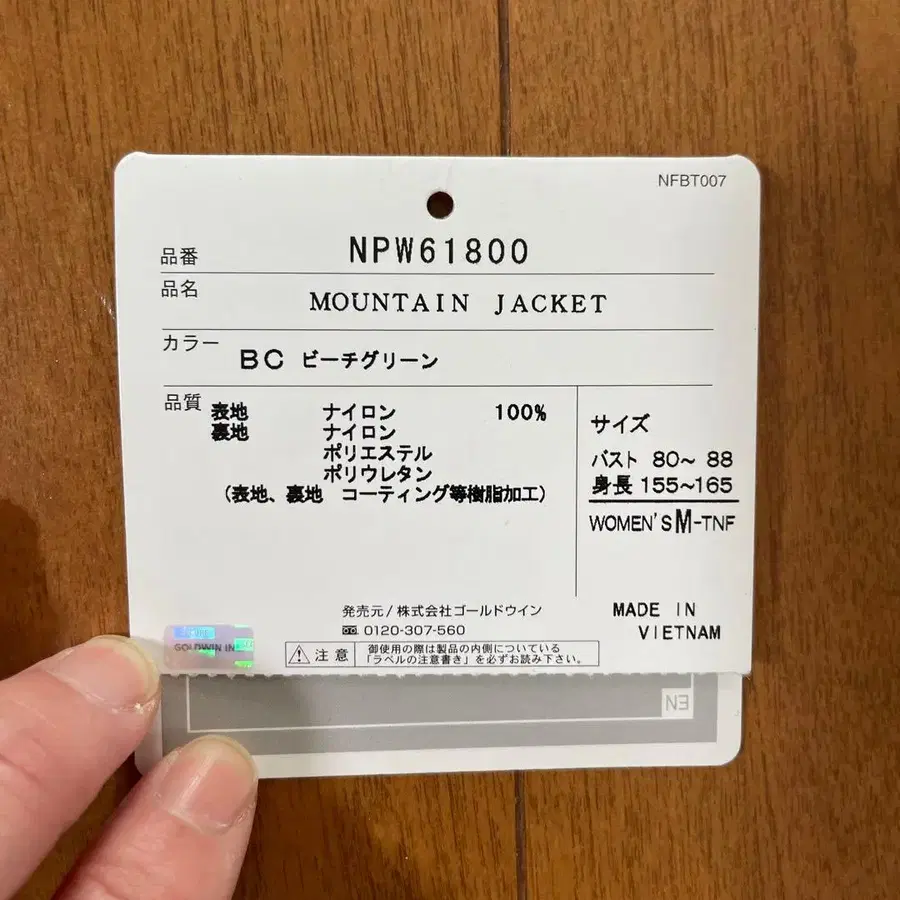 NFBT007
品番 NPW61800
品名 MOUNTAIN JACKET
カラー BC ビーチグリーン
品質 表地 ナイロン 100%
裏地 ナイロン
ポリエステル
ポリウレタン
(表地、裏地 コーティング等樹脂加工)
サイズ
バスト 80~ 88
身長 155~165
WOMEN'S M-TNF
発売元/株式会社ゴールドウイン
0120-307-560
MADE IN
VIETNAM
GOLDWIN IN
注意 御使用の際は製品の内側についている
「ラベルの注意書き」を必ずお読み下さい。